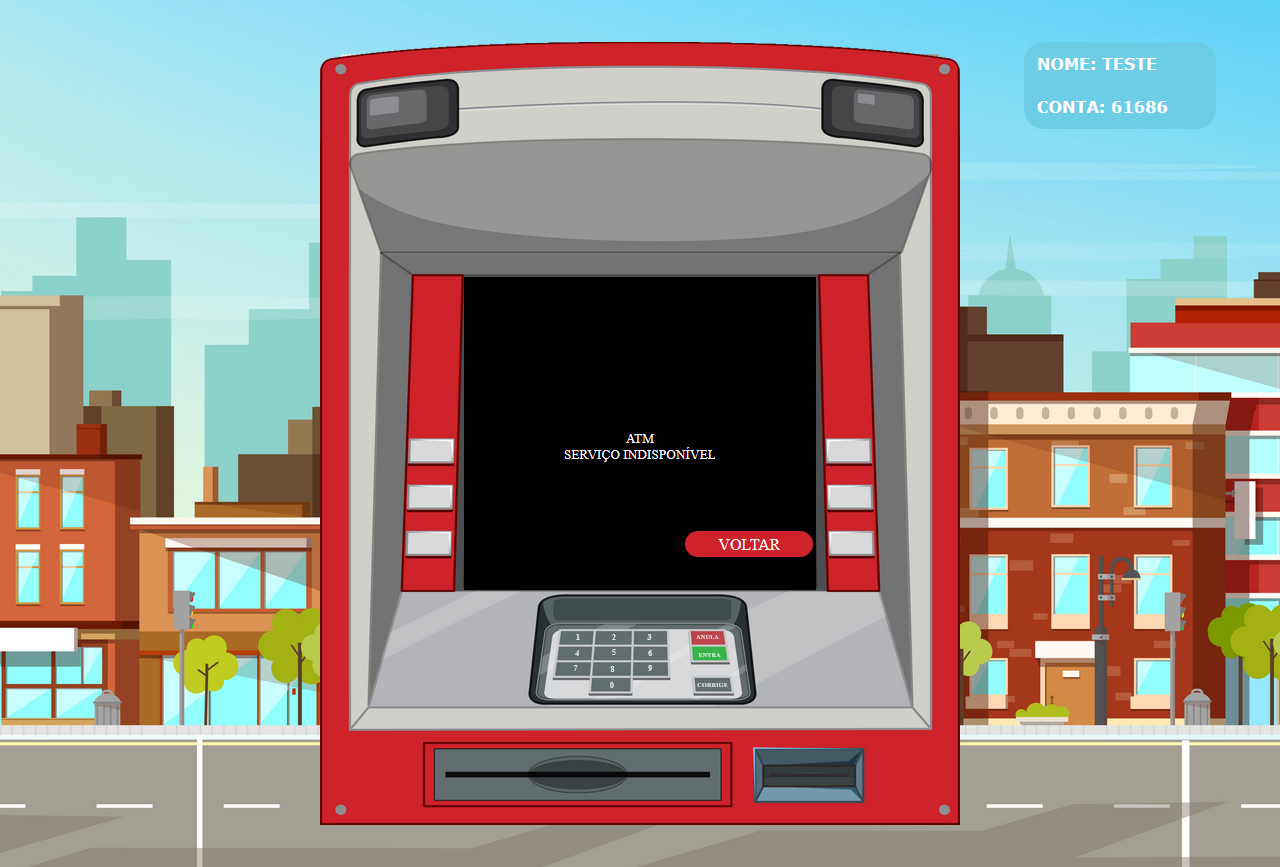 NOME: TESTE
CONTA: 61686
ATM
SERVIÇO INDISPONÍVEL
VOLTAR
1 2 3 ANULA
4 5 6 ENTRA
7 8 9
0 CORRIGE